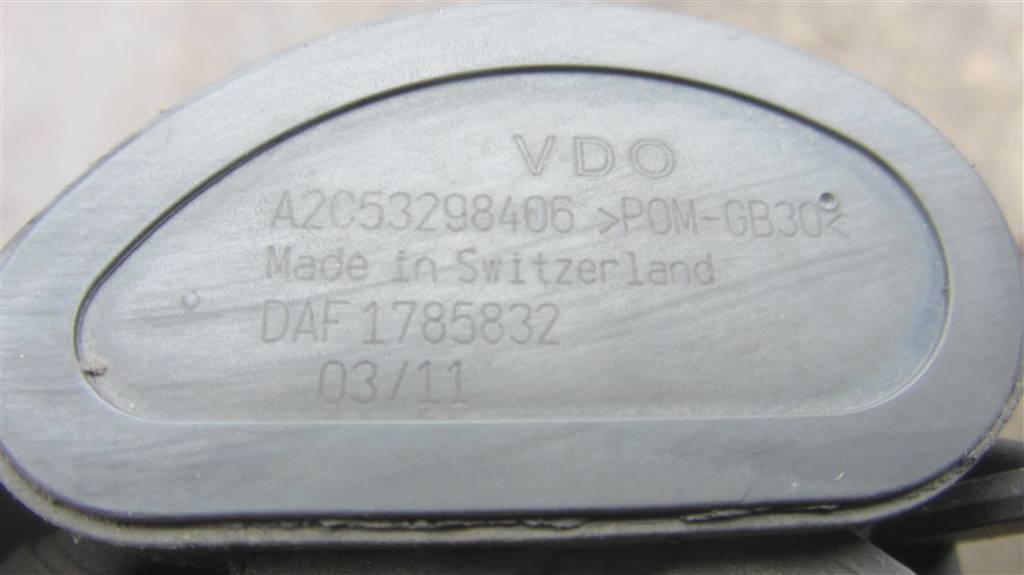 VDO
A2C53298406 >POM-GB30<
Made in Switzerland
DAF 1785832
03/11